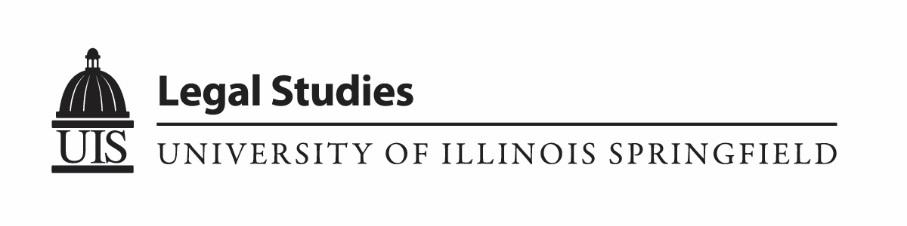 Legal Studies
UIS
UNIVERSITY OF ILLINOIS SPRINGFIELD